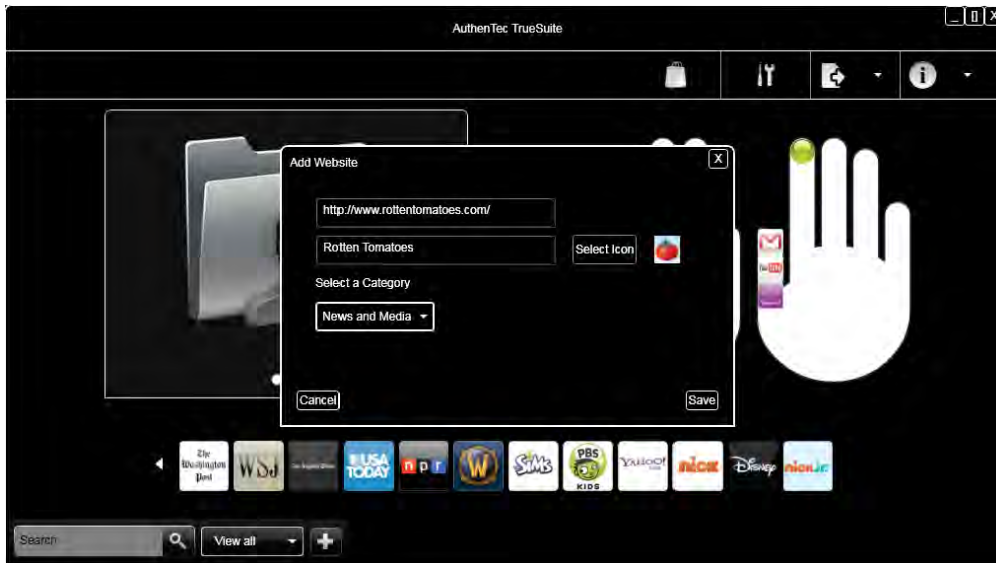 AuthenTec TrueSuite
Add Website
http://www.rottentomatoes.com/
Rotten Tomatoes
Select Icon
Select a Category
News and Media
Cancel
Save
The
Washington
Post
WSJ
USA
TODAY
npr
W
SIMS
PBS
KIDS
YAHOO!
nick
Disney
nick jr.
Search
View all